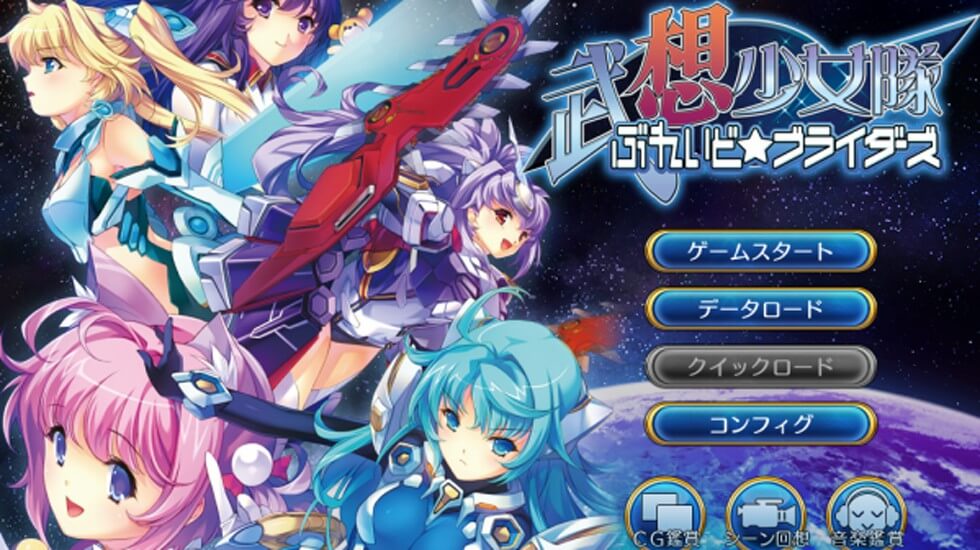 武想少女隊
ぶれいど★ブライダーズ
ゲームスタート
データロード
クイックロード
コンフィグ
CG鑑賞 シーン回想 音楽鑑賞